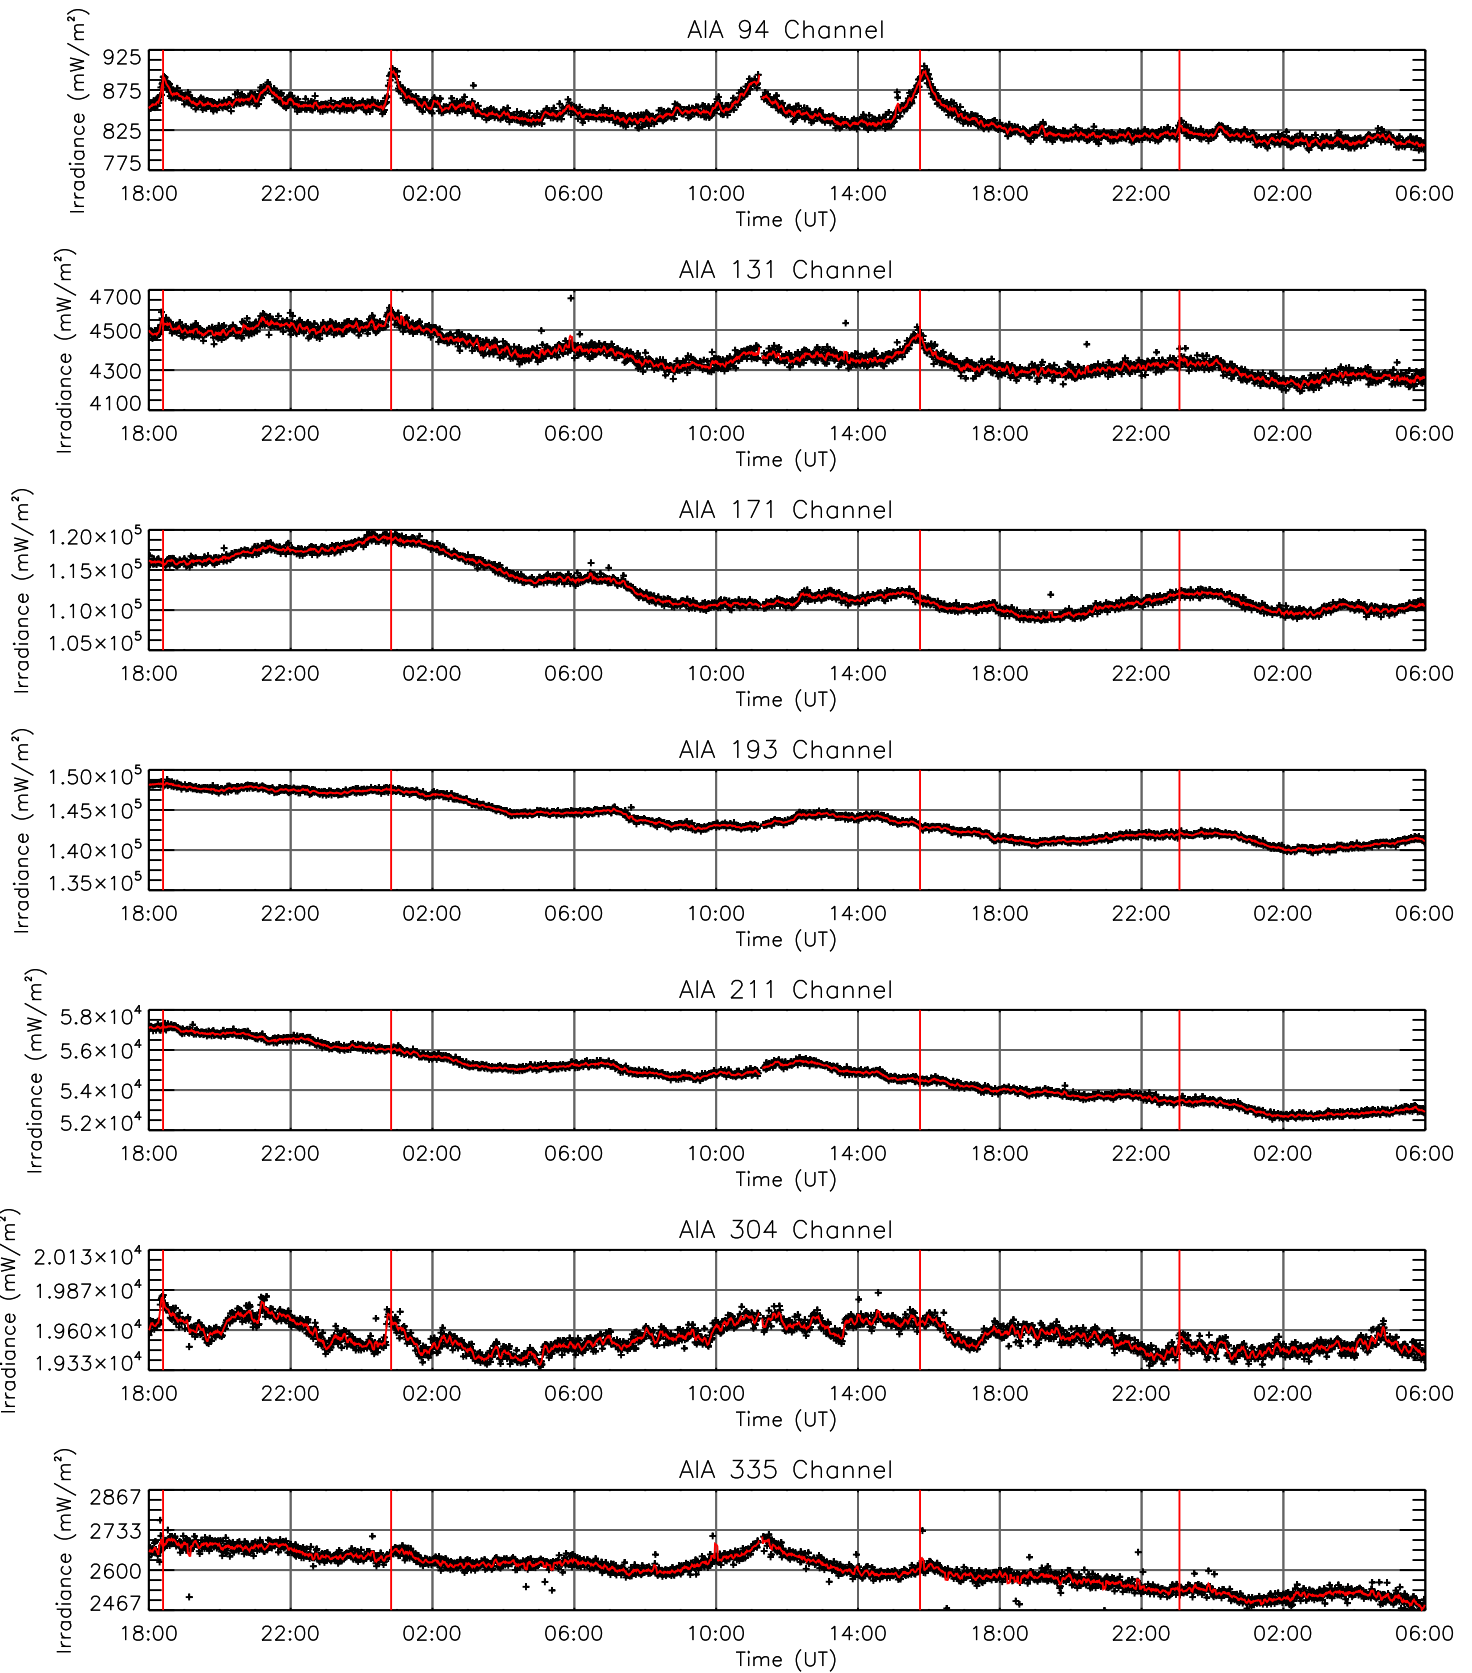 AIA 94 Channel
Irradiance (mW/m²)
925
875
825
775
18:00 22:00 02:00 06:00 10:00 14:00 18:00 22:00 02:00 06:00
Time (UT)
AIA 131 Channel
Irradiance (mW/m²)
4700
4500
4300
4100
18:00 22:00 02:00 06:00 10:00 14:00 18:00 22:00 02:00 06:00
Time (UT)
AIA 171 Channel
Irradiance (mW/m²)
1.20×10⁵
1.15×10⁵
1.10×10⁵
1.05×10⁵
18:00 22:00 02:00 06:00 10:00 14:00 18:00 22:00 02:00 06:00
Time (UT)
AIA 193 Channel
Irradiance (mW/m²)
1.50×10⁵
1.45×10⁵
1.40×10⁵
1.35×10⁵
18:00 22:00 02:00 06:00 10:00 14:00 18:00 22:00 02:00 06:00
Time (UT)
AIA 211 Channel
Irradiance (mW/m²)
5.8×10⁴
5.6×10⁴
5.4×10⁴
5.2×10⁴
18:00 22:00 02:00 06:00 10:00 14:00 18:00 22:00 02:00 06:00
Time (UT)
AIA 304 Channel
Irradiance (mW/m²)
2.013×10⁴
1.987×10⁴
1.960×10⁴
1.933×10⁴
18:00 22:00 02:00 06:00 10:00 14:00 18:00 22:00 02:00 06:00
Time (UT)
AIA 335 Channel
Irradiance (mW/m²)
2867
2733
2600
2467
18:00 22:00 02:00 06:00 10:00 14:00 18:00 22:00 02:00 06:00
Time (UT)